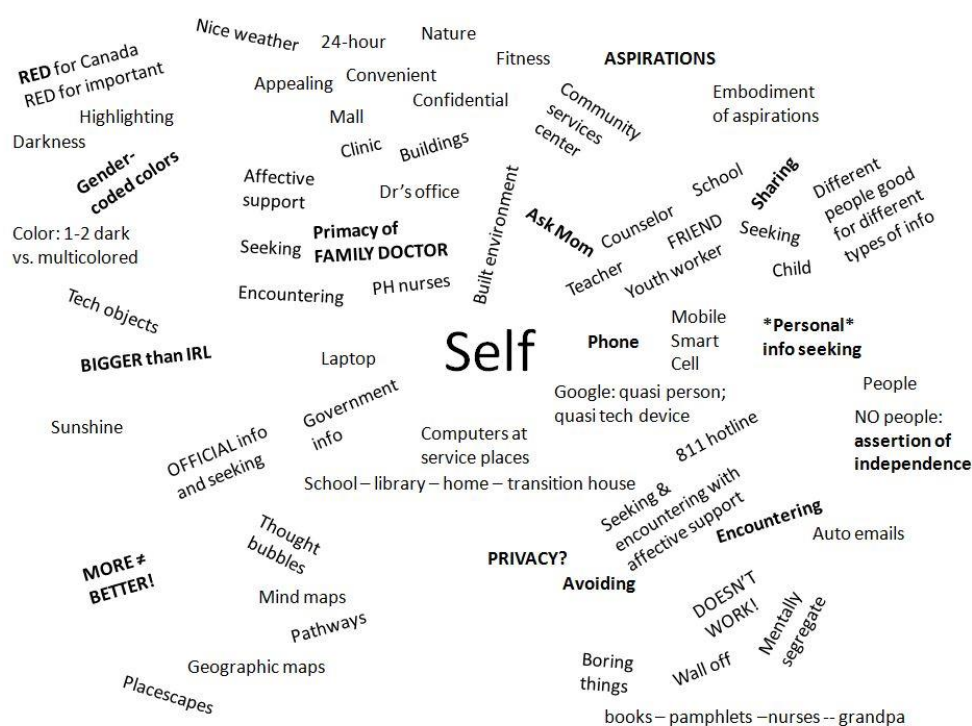 Nice weather
24-hour
Nature
RED for Canada
RED for important
Fitness
ASPIRATIONS
Appealing
Convenient
Confidential
Community
services
center
Embodiment
of aspirations
Highlighting
Darkness
Mall
Clinic
Buildings
Gender-
coded colors
Affective
support
Dr's office
Built environment
Ask Mom
Counselor
School
Sharing
Different
people good
for different
types of info
Color: 1-2 dark
vs. multicolored
Seeking
Primacy of
FAMILY DOCTOR
Teacher
FRIEND
Youth worker
Seeking
Child
Encountering
PH nurses
Tech objects
BIGGER than IRL
Laptop
Self
Phone
Mobile
Smart
Cell
*Personal*
info seeking
Google: quasi person;
quasi tech device
People
Sunshine
OFFICIAL info
and seeking
Government
info
Computers at
service places
811 hotline
NO people:
assertion of
independence
School – library – home – transition house
Seeking &
encountering with
affective support
Encountering
Auto emails
Thought
bubbles
PRIVACY?
Avoiding
MORE ≠
BETTER!
Mind maps
Pathways
DOESN'T
WORK!
Mentally
segregate
Geographic maps
Placescapes
Boring
things
Wall off
books – pamphlets –nurses -- grandpa